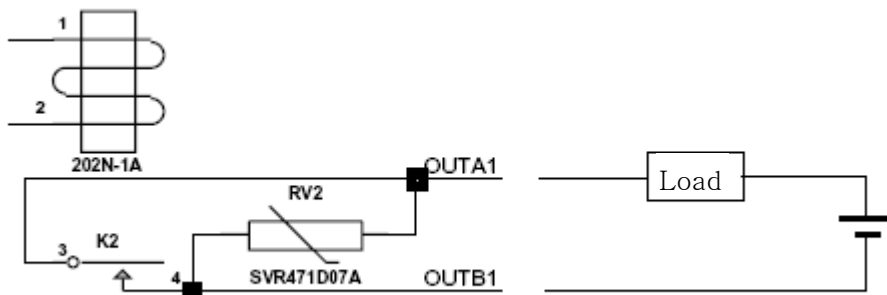 1
2
202N-1A
OUTA1
RV2
Load
K2
3
4
SVR471D07A
OUTB1